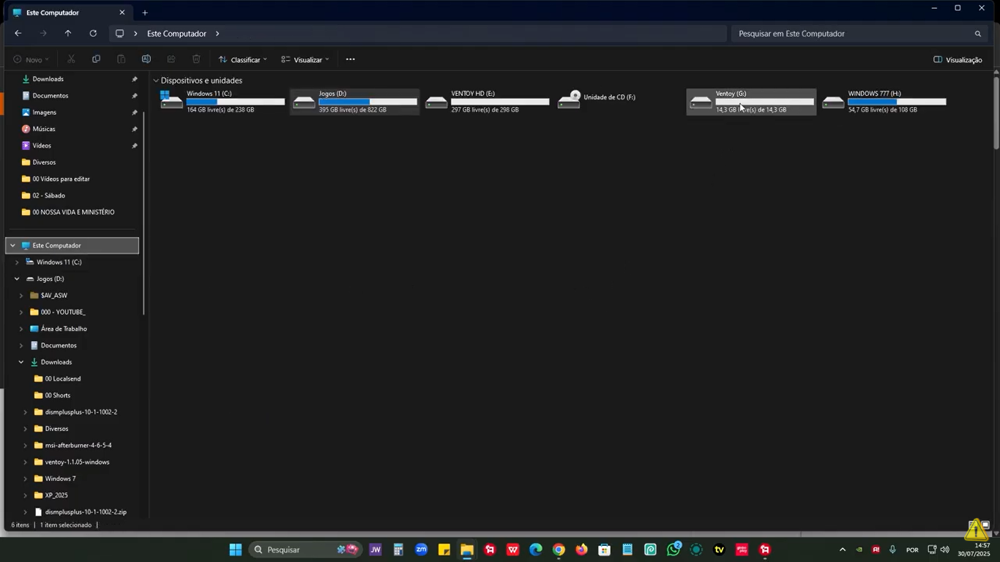 Este Computador
Este Computador
Pesquisar em Este Computador
Novo
Classificar
Visualizar
Visualização
Downloads
Documentos
Imagens
Músicas
Vídeos
Diversos
00 Vídeos para editar
02 - Sábado
00 NOSSA VIDA E MINISTÉRIO
Este Computador
Windows 11 (C:)
Jogos (D:)
$AV_ASW
000 - YOUTUBE_
Área de Trabalho
Documentos
Downloads
00 Localsend
00 Shorts
dismplusplus-10-1-1002-2
Diversos
msi-afterburner-4-6-5-4
ventoy-1.1.05-windows
Windows 7
XP_2025
dismplusplus-10-1-1002-2.zip
Dispositivos e unidades
Windows 11 (C:)
164 GB livre(s) de 238 GB
Jogos (D:)
395 GB livre(s) de 822 GB
VENTOY HD (E:)
297 GB livre(s) de 298 GB
Unidade de CD (F:)
Ventoy (G:)
14,3 GB livre(s) de 14,3 GB
WINDOWS 777 (H:)
54,7 GB livre(s) de 108 GB
6 itens
1 item selecionado
Pesquisar
JW
zm
2
tv
POR
14:57
30/07/2025